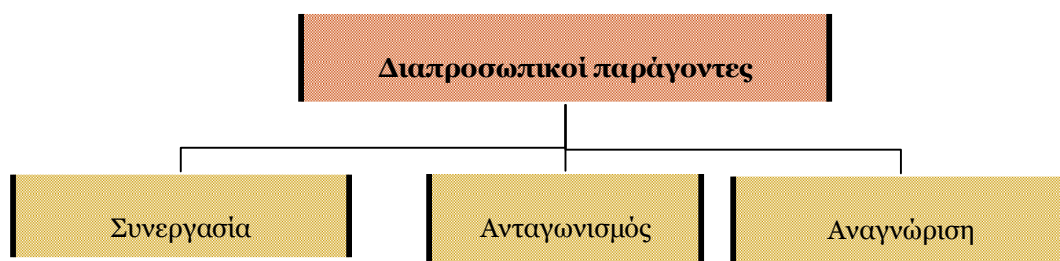 Διαπροσωπικοί παράγοντες
Συνεργασία
Ανταγωνισμός
Αναγνώριση